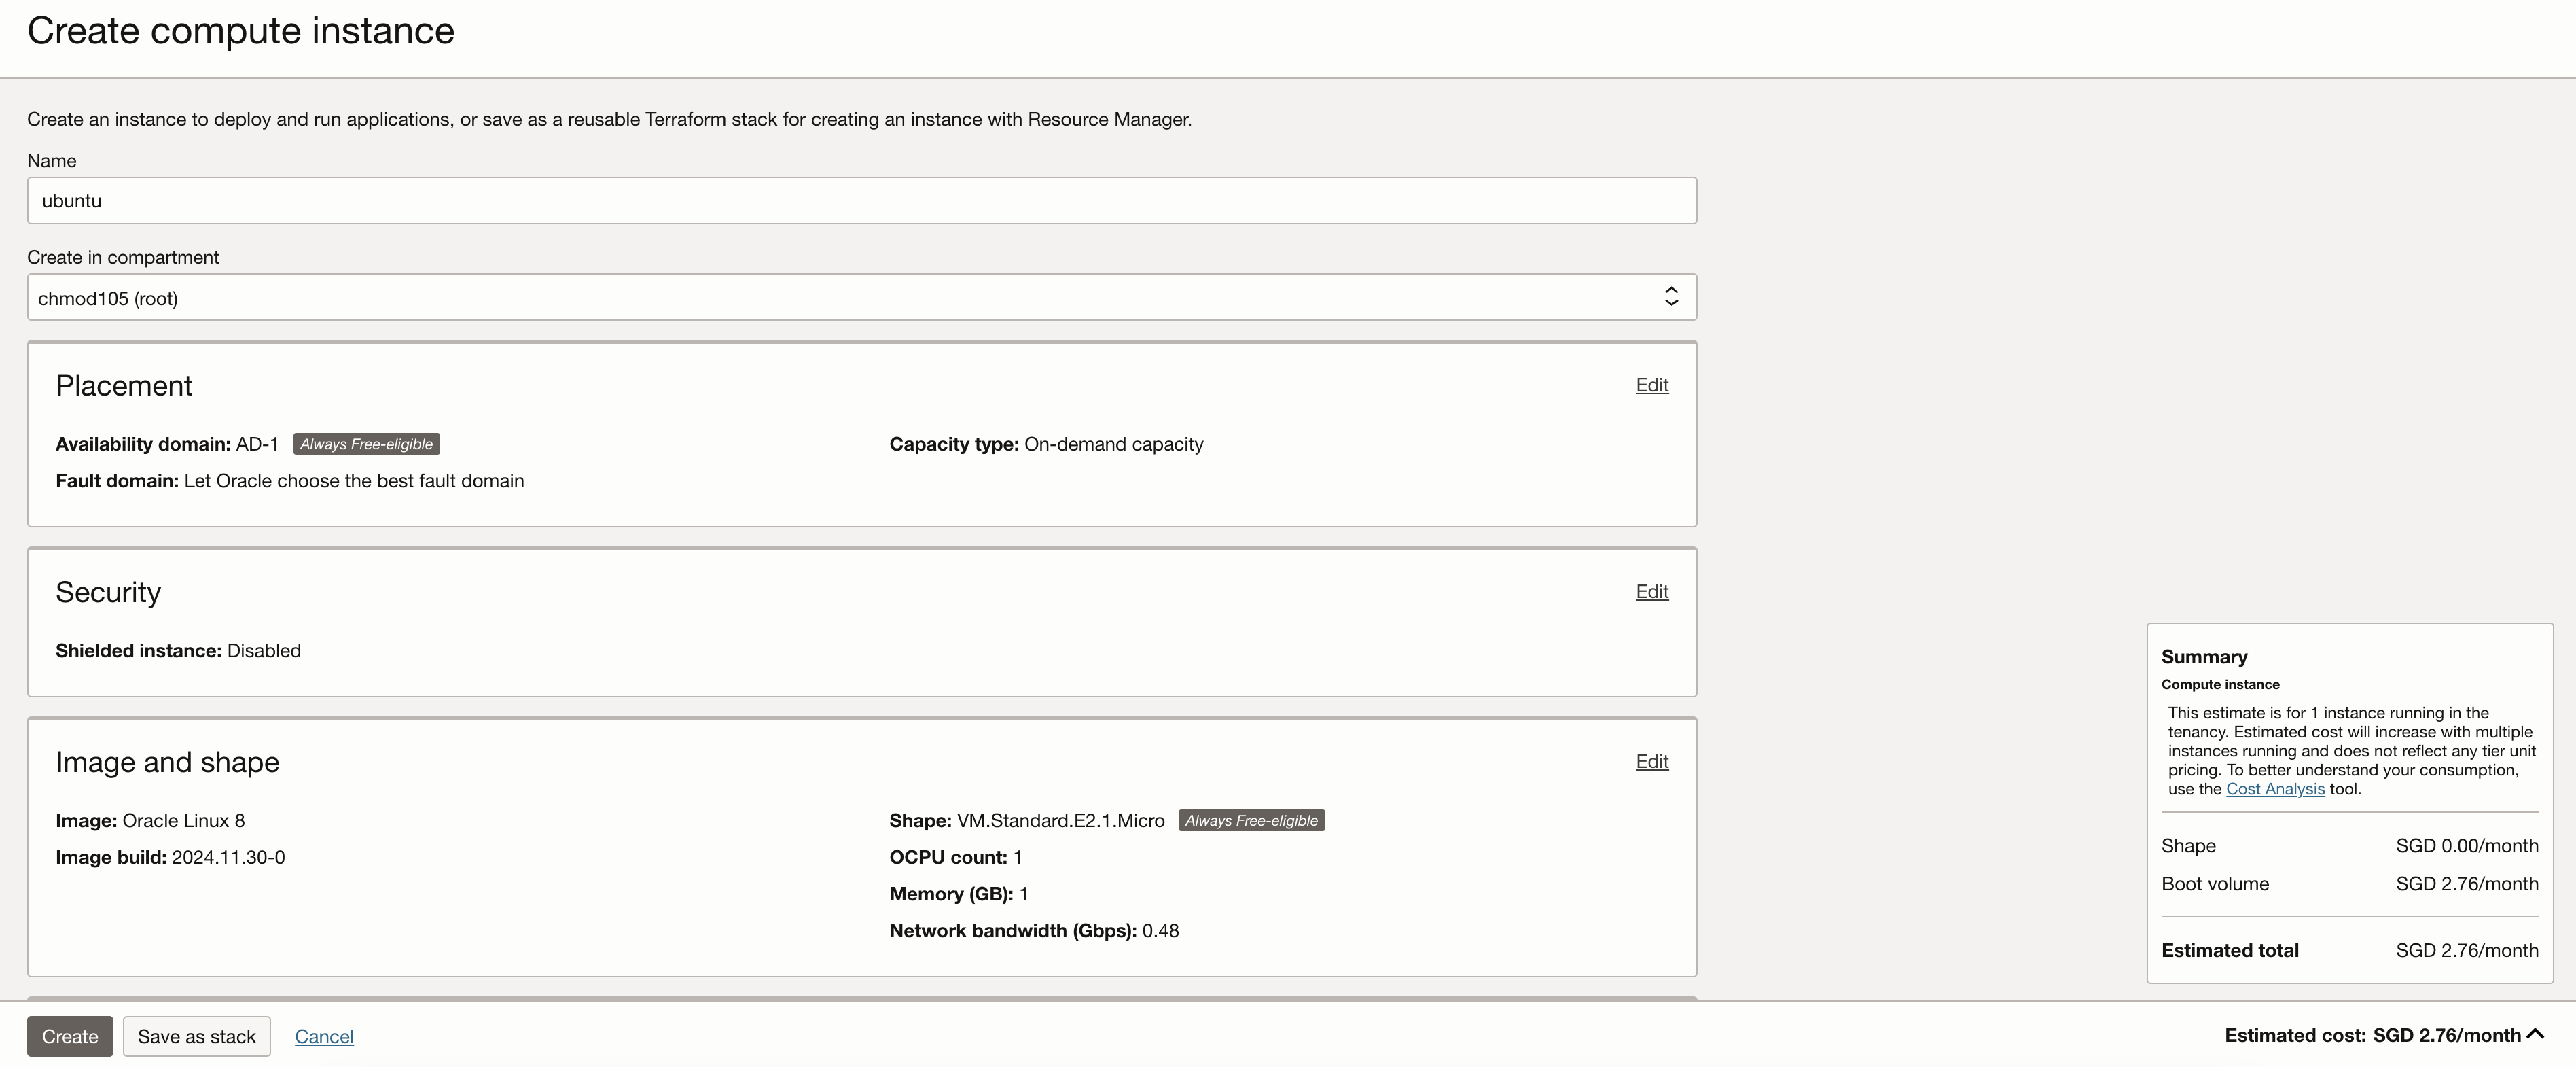 Create compute instance
Create an instance to deploy and run applications, or save as a reusable Terraform stack for creating an instance with Resource Manager.
Name
ubuntu
Create in compartment
chmod105 (root)
Placement
Edit
Availability domain: AD-1 Always Free-eligible
Capacity type: On-demand capacity
Fault domain: Let Oracle choose the best fault domain
Security
Edit
Shielded instance: Disabled
Image and shape
Edit
Image: Oracle Linux 8
Image build: 2024.11.30-0
Shape: VM.Standard.E2.1.Micro Always Free-eligible
OCPU count: 1
Memory (GB): 1
Network bandwidth (Gbps): 0.48
Summary
Compute instance
This estimate is for 1 instance running in the
tenancy. Estimated cost will increase with multiple
instances running and does not reflect any tier unit
pricing. To better understand your consumption,
use the Cost Analysis tool.
Shape SGD 0.00/month
Boot volume SGD 2.76/month
Estimated total SGD 2.76/month
Create Save as stack Cancel
Estimated cost: SGD 2.76/month